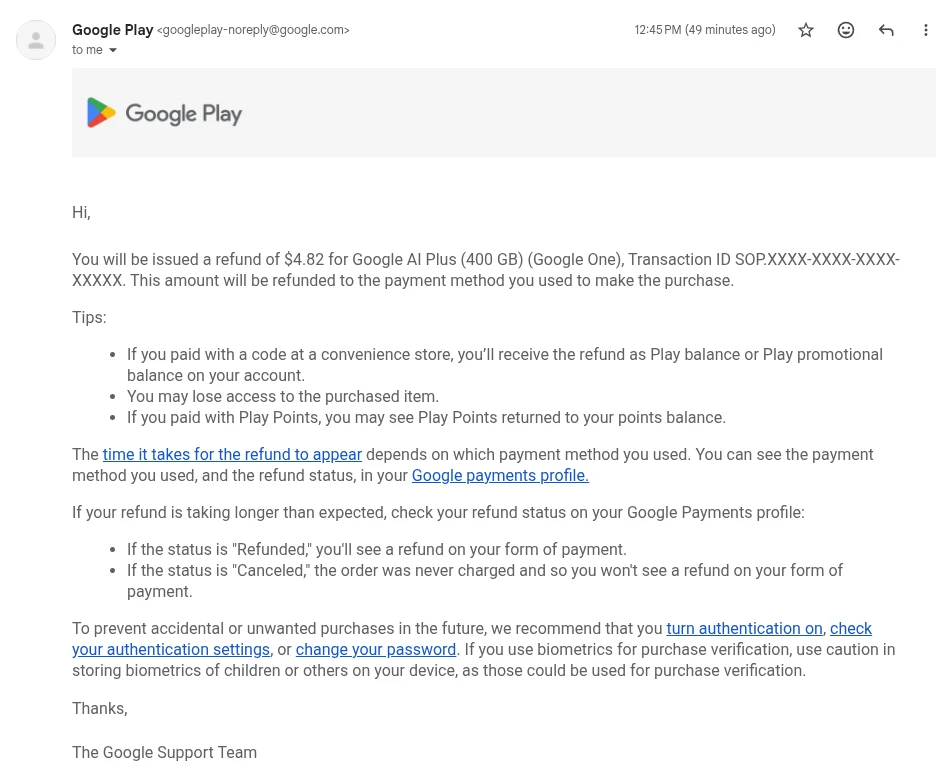 Google Play <googleplay-noreply@google.com>
12:45 PM (49 minutes ago)
to me
Google Play
Hi,
You will be issued a refund of $4.82 for Google AI Plus (400 GB) (Google One), Transaction ID SOP.XXXX-XXXX-XXXX-
XXXXX. This amount will be refunded to the payment method you used to make the purchase.
Tips:
• If you paid with a code at a convenience store, you’ll receive the refund as Play balance or Play promotional
balance on your account.
• You may lose access to the purchased item.
• If you paid with Play Points, you may see Play Points returned to your points balance.
The time it takes for the refund to appear depends on which payment method you used. You can see the payment
method you used, and the refund status, in your Google payments profile.
If your refund is taking longer than expected, check your refund status on your Google Payments profile:
• If the status is "Refunded," you'll see a refund on your form of payment.
• If the status is "Canceled," the order was never charged and so you won't see a refund on your form of
payment.
To prevent accidental or unwanted purchases in the future, we recommend that you turn authentication on, check
your authentication settings, or change your password. If you use biometrics for purchase verification, use caution in
storing biometrics of children or others on your device, as those could be used for purchase verification.
Thanks,
The Google Support Team